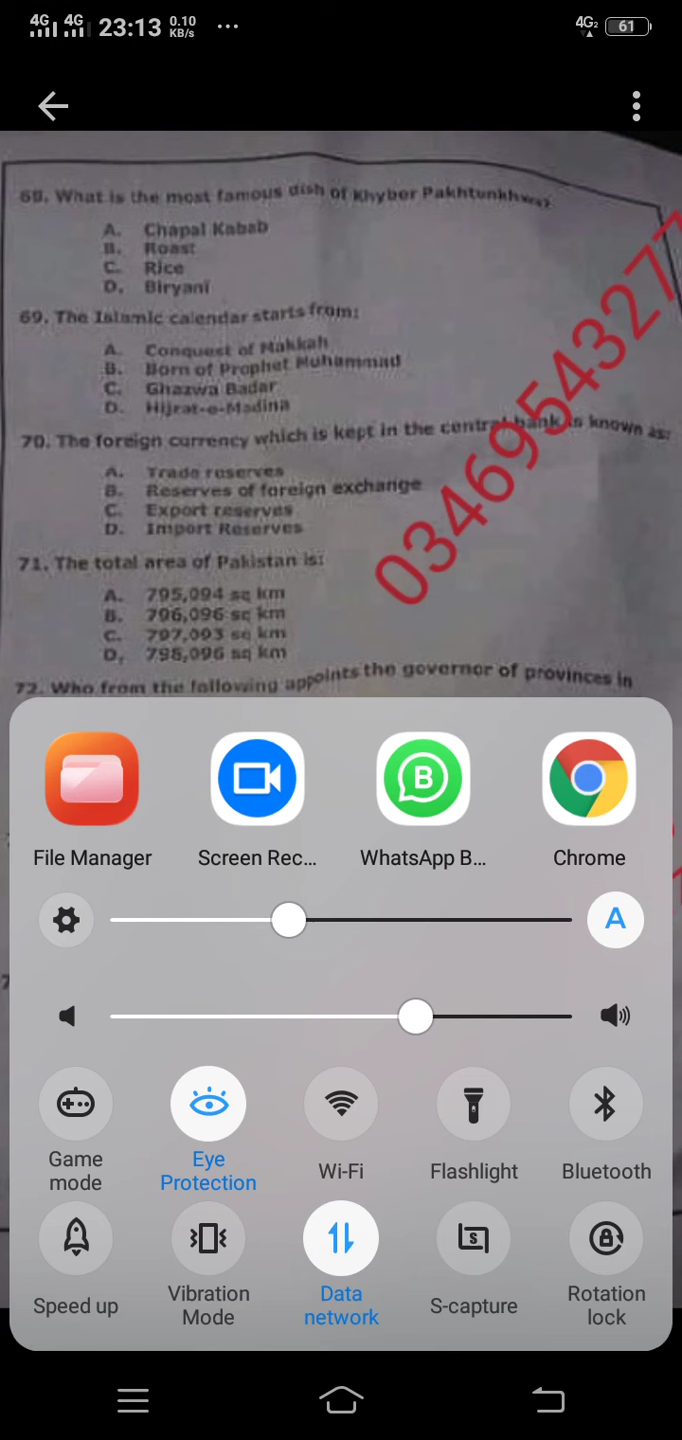 4G 4G 23:13 0.10 KB/s ... 4G2 61
68. What is the most famous dish of Khyber Pakhtunkhwa?
A. Chapal Kabab
B. Roast
C. Rice
D. Biryani
69. The Islamic calendar starts from:
A. Conquest of Makkah
B. Born of Prophet Muhammad
C. Ghazwa Badar
D. Hijrat-e-Madina
70. The foreign currency which is kept in the central bank is known as:
A. Trade reserves
B. Reserves of foreign exchange
C. Export reserves
D. Import Reserves
71. The total area of Pakistan is:
A. 795,094 sq km
B. 796,096 sq km
C. 797,093 sq km
D. 798,096 sq km
72. Who from the following appoints the governor of provinces in
03469543277
File Manager Screen Rec... WhatsApp B... Chrome
A
Game mode Eye Protection Wi-Fi Flashlight Bluetooth
Speed up Vibration Mode Data network S-capture Rotation lock